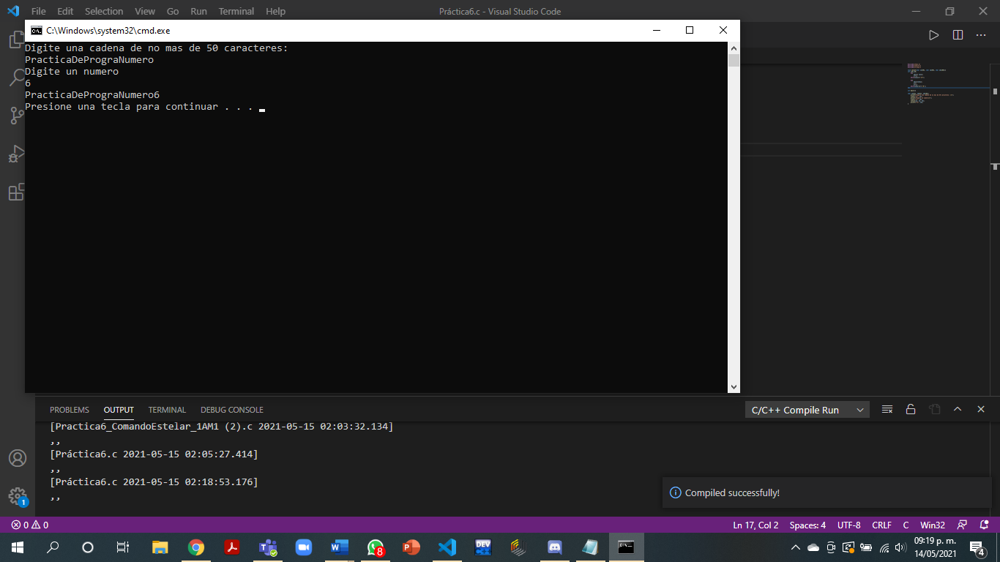 File Edit Selection View Go Run Terminal Help
Práctica6.c - Visual Studio Code
C:\Windows\system32\cmd.exe
Digite una cadena de no mas de 50 caracteres:
PracticaDePrograNumero
Digite un numero
6
PracticaDePrograNumero6
Presione una tecla para continuar . . .
PROBLEMS OUTPUT TERMINAL DEBUG CONSOLE
C/C++ Compile Run
[Practica6_ComandoEstelar_1AM1 (2).c 2021-05-15 02:03:32.134]
,,
[Práctica6.c 2021-05-15 02:05:27.414]
,,
[Práctica6.c 2021-05-15 02:18:53.176]
,,
Compiled successfully!
1
0 0
Ln 17, Col 2 Spaces: 4 UTF-8 CRLF C Win32
8
DEV
09:19 p. m.
14/05/2021
4